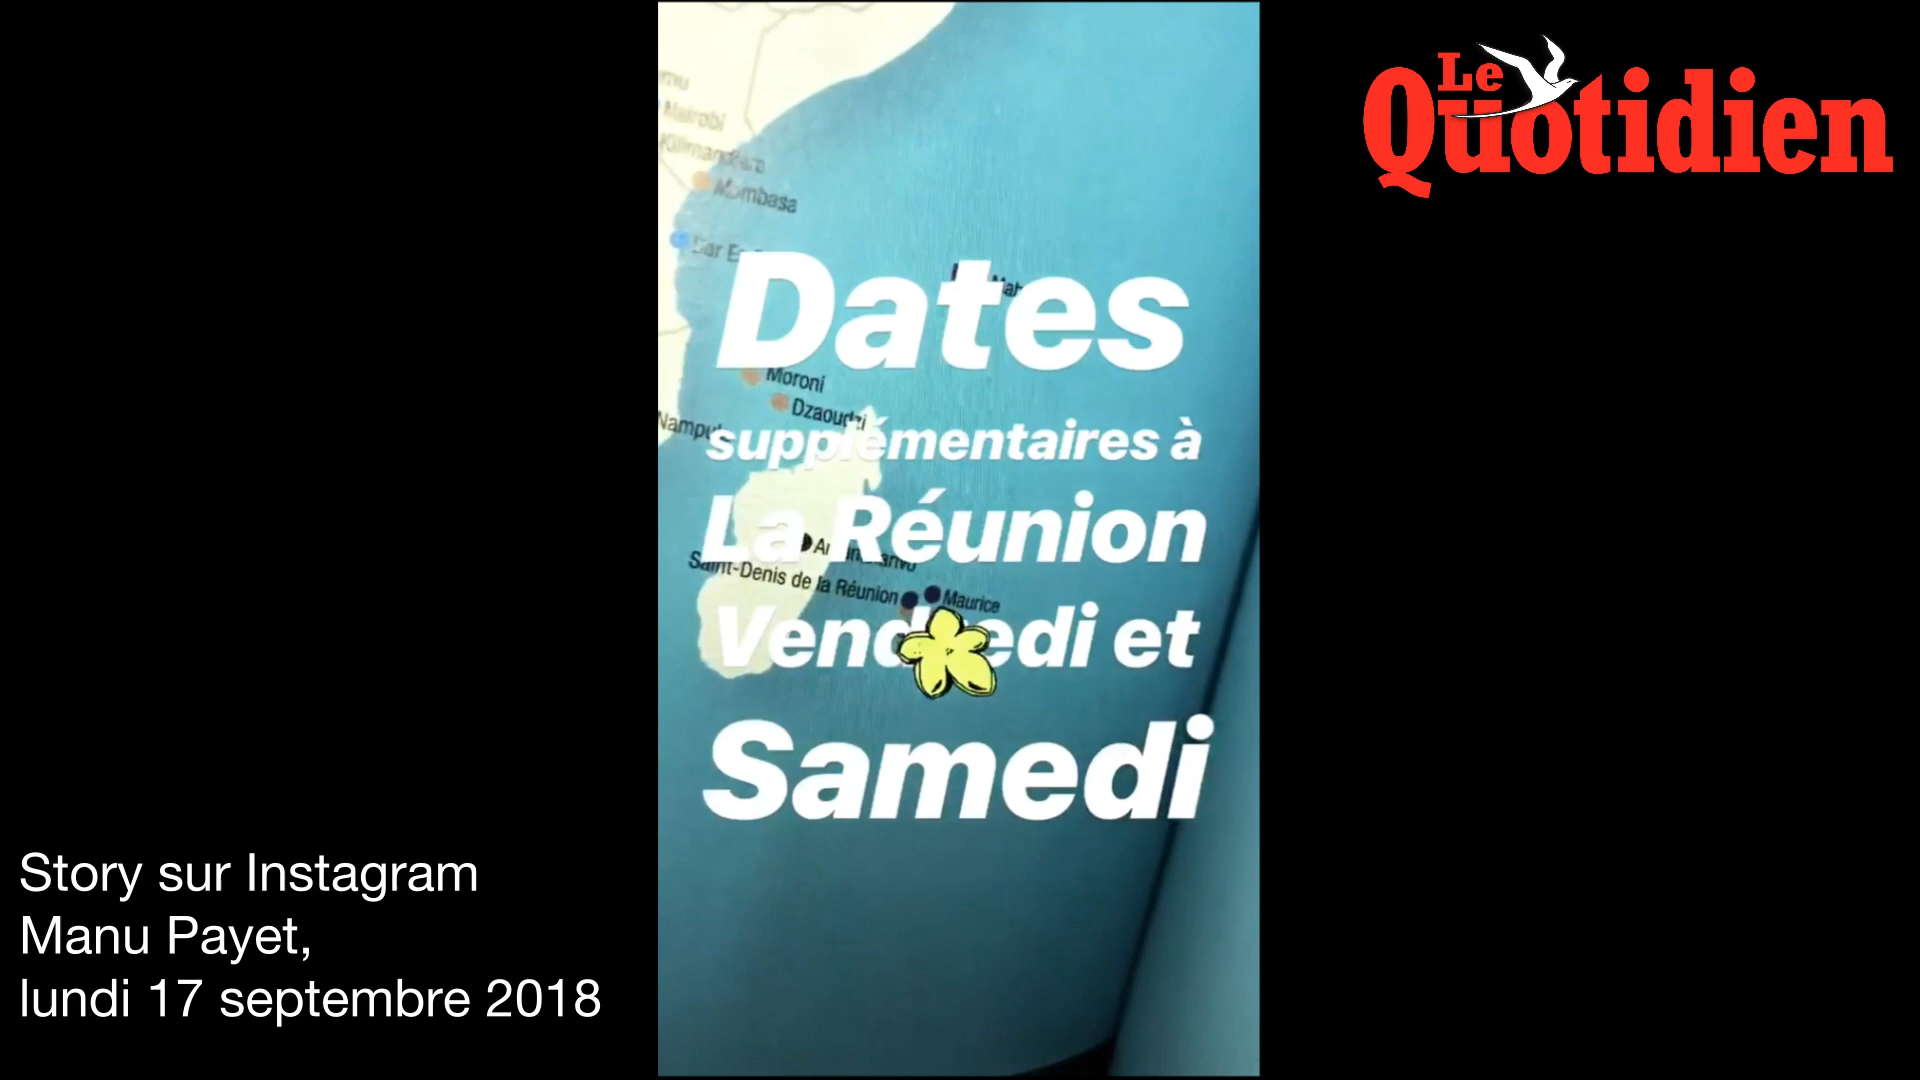 Le
Quotidien
Nairobi
Mombasa
Dates
Moroni
Dzaoudzi
supplémentaires à
La Réunion
Saint-Denis de la Réunion
Maurice
Vendredi et
Samedi
Story sur Instagram
Manu Payet,
lundi 17 septembre 2018